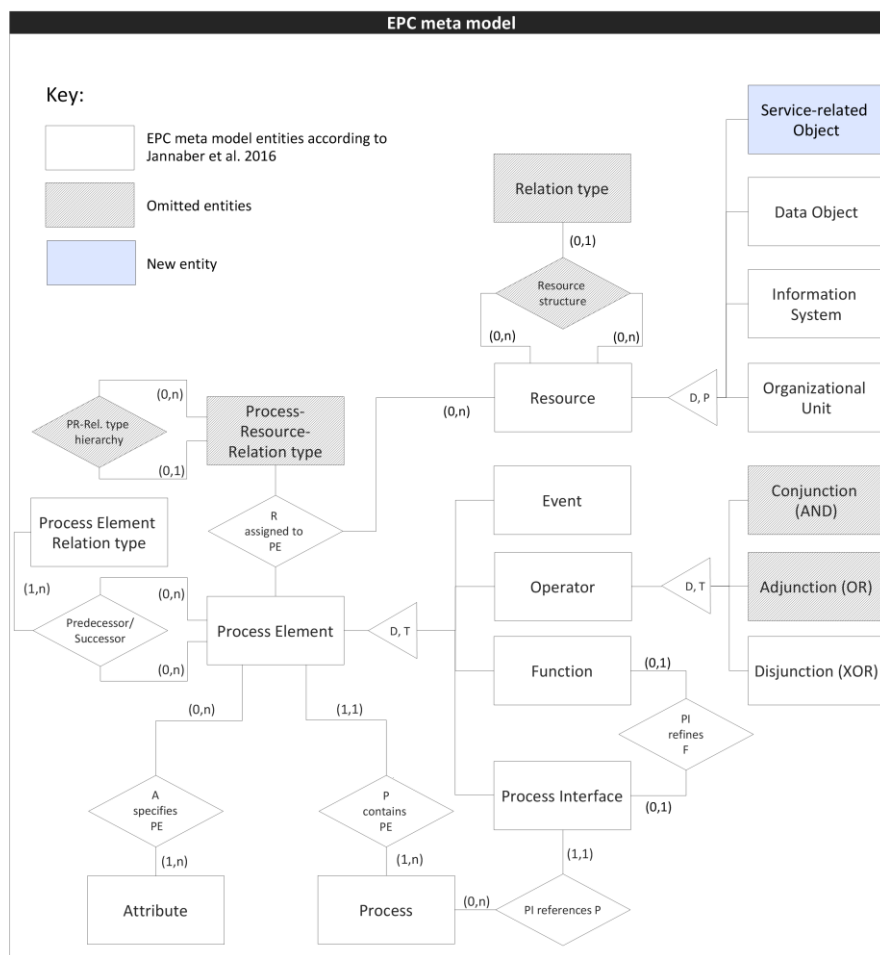 EPC meta model
Key:
EPC meta model entities according to
Jannaber et al. 2016
Omitted entities
New entity
Service-related
Object
Relation type
Data Object
(0,1)
Resource
structure
Information
System
(0,n)
(0,n)
Resource
D, P
Organizational
Unit
(0,n)
(0,n)
PR-Rel. type
hierarchy
Process-
Resource-
Relation type
(0,1)
Event
Conjunction
(AND)
Process Element
Relation type
R
assigned to
PE
Operator
D, T
Adjunction (OR)
(1,n)
(0,n)
Predecessor/
Successor
Process Element
D, T
(0,n)
Function
(0,1)
Disjunction (XOR)
(0,n)
(1,1)
PI
refines
F
A
specifies
PE
P
contains
PE
Process Interface
(0,1)
(1,n)
(1,n)
(1,1)
Attribute
Process
(0,n)
PI references P